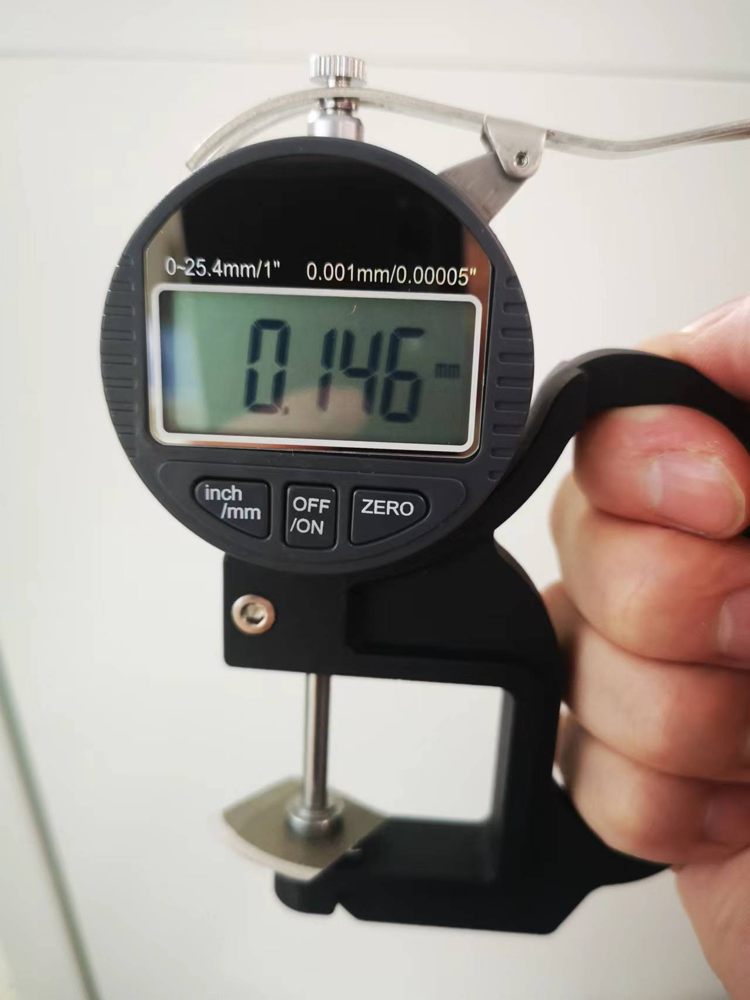 0~25.4mm/1" 0.001mm/0.00005"
0.146 mm
inch
/mm
OFF
/ON
ZERO